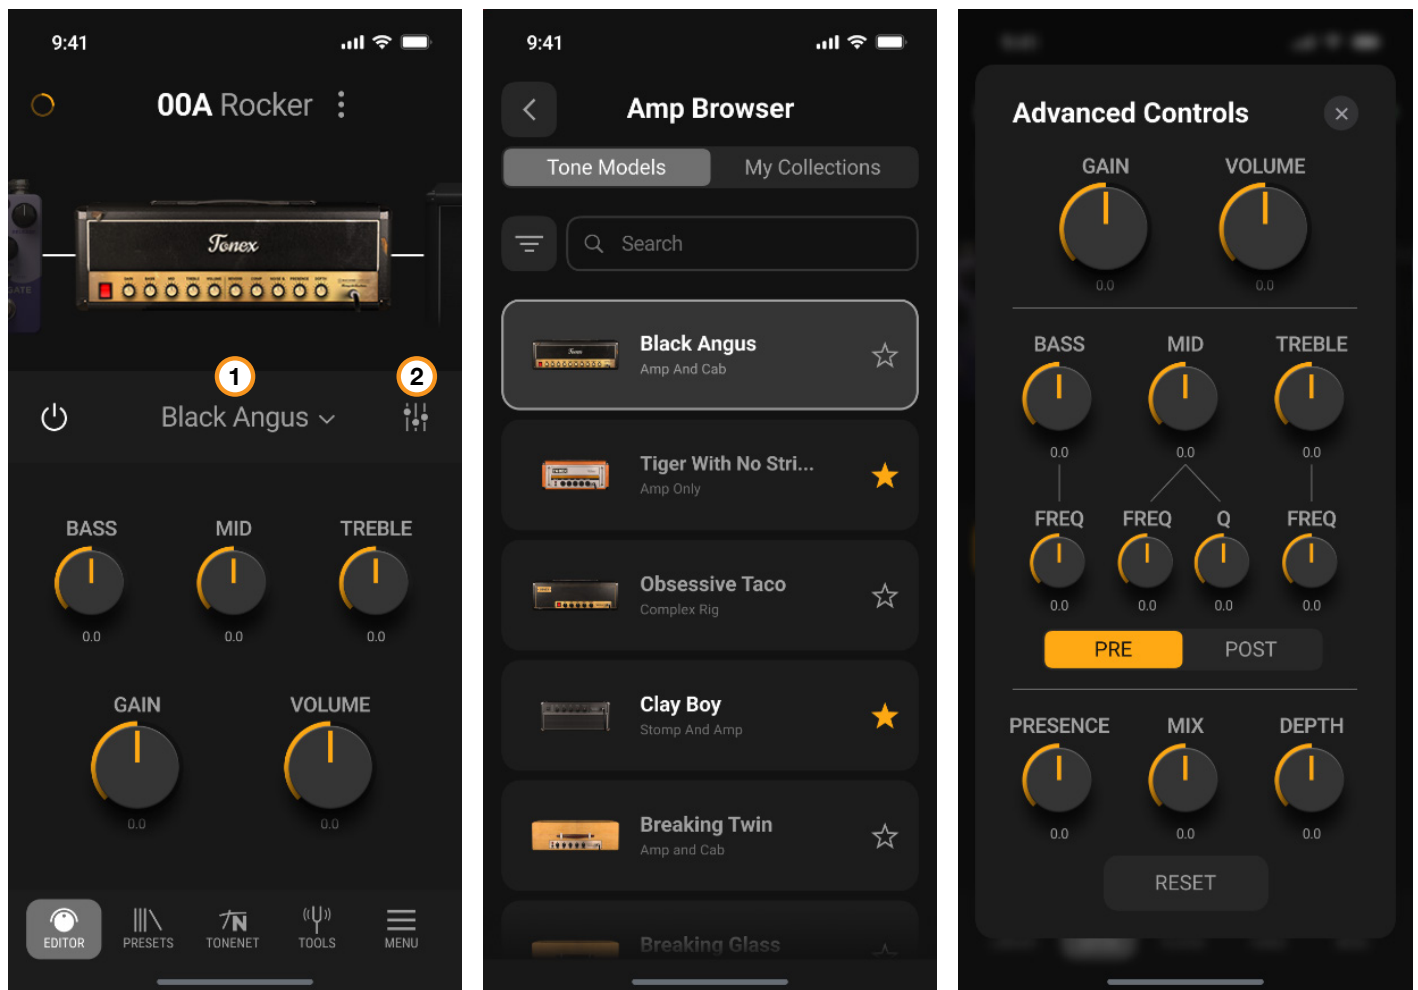 9:41
00A Rocker
Tonex
GATE
1
2
Black Angus
BASS
MID
TREBLE
0.0
0.0
0.0
GAIN
VOLUME
0.0
0.0
EDITOR
PRESETS
TONENET
TOOLS
MENU
9:41
Amp Browser
Tone Models
My Collections
Search
Black Angus
Amp And Cab
Tiger With No Stri...
Amp Only
Obsessive Taco
Complex Rig
Clay Boy
Stomp And Amp
Breaking Twin
Amp and Cab
Breaking Glass
Advanced Controls
GAIN
VOLUME
0.0
0.0
BASS
MID
TREBLE
0.0
0.0
0.0
FREQ
FREQ
Q
FREQ
0.0
0.0
0.0
0.0
PRE
POST
PRESENCE
MIX
DEPTH
0.0
0.0
0.0
RESET